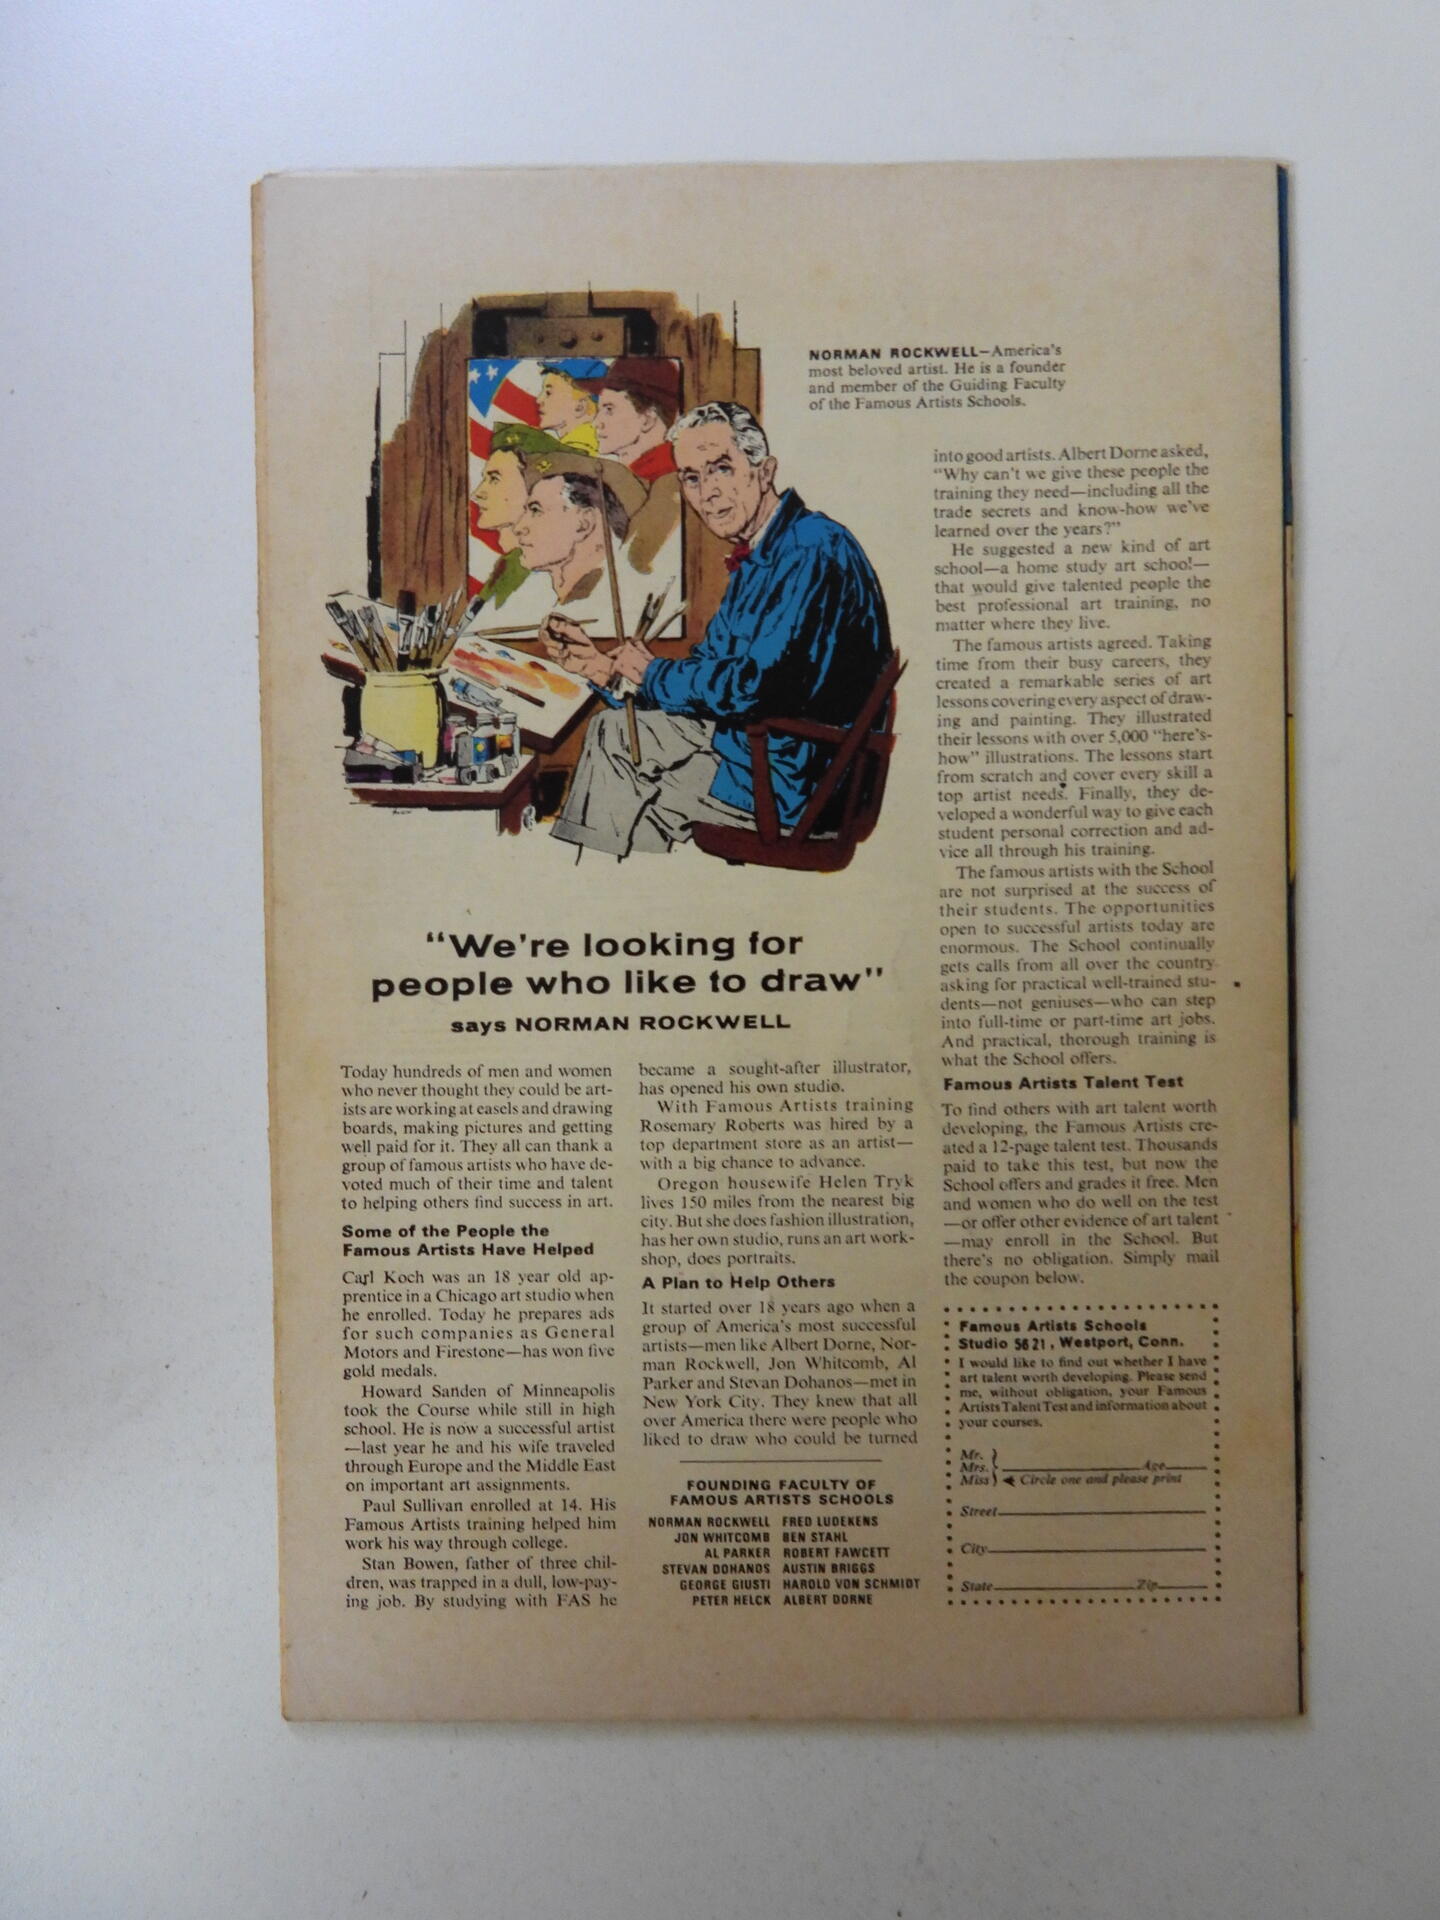 NORMAN ROCKWELL—America's
most beloved artist. He is a founder
and member of the Guiding Faculty
of the Famous Artists Schools.
"We're looking for
people who like to draw"
says NORMAN ROCKWELL
Today hundreds of men and women
who never thought they could be art-
ists are working at easels and drawing
boards, making pictures and getting
well paid for it. They all can thank a
group of famous artists who have de-
voted much of their time and talent
to helping others find success in art.
Some of the People the
Famous Artists Have Helped
Carl Koch was an 18 year old ap-
prentice in a Chicago art studio when
he enrolled. Today he prepares ads
for such companies as General
Motors and Firestone—has won five
gold medals.
Howard Sanden of Minneapolis
took the Course while still in high
school. He is now a successful artist
—last year he and his wife traveled
through Europe and the Middle East
on important art assignments.
Paul Sullivan enrolled at 14. His
Famous Artists training helped him
work his way through college.
Stan Bowen, father of three chil-
dren, was trapped in a dull, low-pay-
ing job. By studying with FAS he
became a sought-after illustrator,
has opened his own studio.
With Famous Artists training
Rosemary Roberts was hired by a
top department store as an artist—
with a big chance to advance.
Oregon housewife Helen Tryk
lives 150 miles from the nearest big
city. But she does fashion illustration,
has her own studio, runs an art work-
shop, does portraits.
A Plan to Help Others
It started over 18 years ago when a
group of America's most successful
artists—men like Albert Dorne, Nor-
man Rockwell, Jon Whitcomb, Al
Parker and Stevan Dohanos—met in
New York City. They knew that all
over America there were people who
liked to draw who could be turned
FOUNDING FACULTY OF
FAMOUS ARTISTS SCHOOLS
NORMAN ROCKWELL FRED LUDEKENS
JON WHITCOMB BEN STAHL
AL PARKER ROBERT FAWCETT
STEVAN DOHANOS AUSTIN BRIGGS
GEORGE GIUSTI HAROLD VON SCHMIDT
PETER HELCK ALBERT DORNE
into good artists. Albert Dorne asked,
"Why can't we give these people the
training they need—including all the
trade secrets and know-how we've
learned over the years?"
He suggested a new kind of art
school—a home study art school—
that would give talented people the
best professional art training, no
matter where they live.
The famous artists agreed. Taking
time from their busy careers, they
created a remarkable series of art
lessons covering every aspect of draw-
ing and painting. They illustrated
their lessons with over 5,000 "here's-
how" illustrations. The lessons start
from scratch and cover every skill a
top artist needs. Finally, they de-
veloped a wonderful way to give each
student personal correction and ad-
vice all through his training.
The famous artists with the School
are not surprised at the success of
their students. The opportunities
open to successful artists today are
enormous. The School continually
gets calls from all over the country
asking for practical well-trained stu-
dents—not geniuses—who can step
into full-time or part-time art jobs.
And practical, thorough training is
what the School offers.
Famous Artists Talent Test
To find others with art talent worth
developing, the Famous Artists cre-
ated a 12-page talent test. Thousands
paid to take this test, but now the
School offers and grades it free. Men
and women who do well on the test
—or offer other evidence of art talent
—may enroll in the School. But
there's no obligation. Simply mail
the coupon below.
Famous Artists Schools
Studio 5621, Westport, Conn.
I would like to find out whether I have
art talent worth developing. Please send
me, without obligation, your Famous
Artists Talent Test and information about
your courses.
Mr.
Mrs. Age
Miss Circle one and please print
Street
City
State Zip